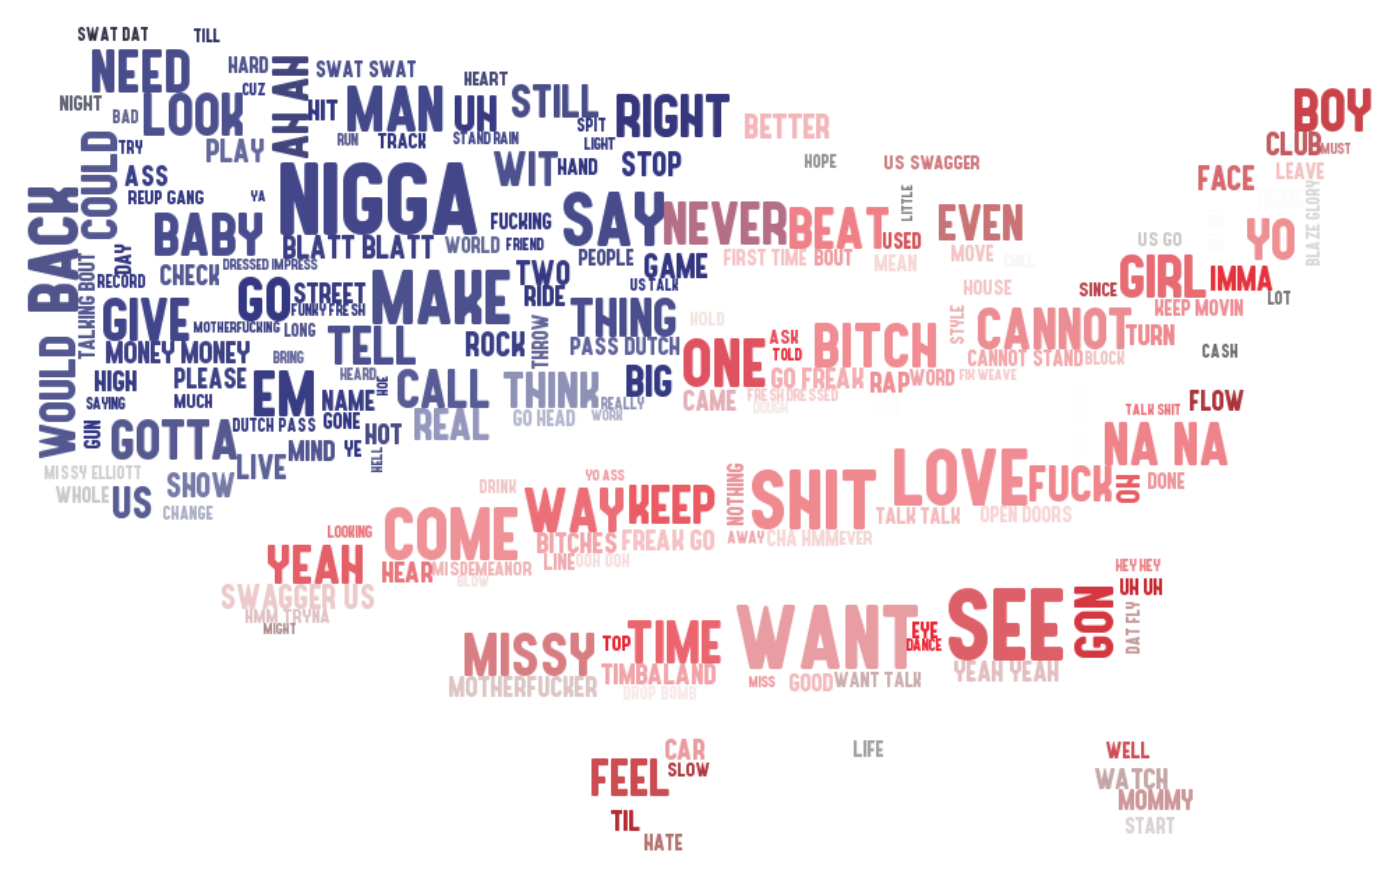 SWAT DAT
TILL
NEED
HARD
AH AH
SWAT SWAT
HEART
CUZ
NIGHT
BAD
LOOK
HIT
MAN
UH
STILL
SPIT
RIGHT
BETTER
BOY
CLUB
MUST
TRY
PLAY
RUN
TRACK
STAND RAIN
LIGHT
COULD
ASS
REUP GANG
YA
NIGGA
WIT
HAND
STOP
HOPE
US SWAGGER
FACE
LEAVE
WOULD BACK
BABY
BLATT BLATT
FUCKING
WORLD
FRIEND
SAY
PEOPLE
NEVER
BEAT
USED
LITTLE
EVEN
YO
BLAZE GLORY
US GO
DAY
RECORD
TALKING BOUT
CHECK
DRESSED IMPRESS
GAME
US TALK
FIRST TIME
BOUT
MEAN
MOVE
CHILL
GO
STREET
FUNKY FRESH
MAKE
TWO
RIDE
THING
HOUSE
SINCE
GIRL
IMMA
LOT
KEEP MOVIN
GIVE
MOTHERFUCKING
LONG
TELL
ROCK
THROW
PASS DUTCH
HOLD
STYLE
CANNOT
TURN
MONEY MONEY
BRING
HEARD
ONE
ASK
TOLD
BITCH
CANNOT STAND
BLOCK
CASH
HIGH
PLEASE
EM
NAME
HOE
CALL
THINK
REALLY
BIG
GO FREAK
RAP
WORD
FIX WEAVE
SAYING
MUCH
REAL
GO HEAD
WORK
CAME
FRESH DRESSED
DOUGH
TALK SHIT
FLOW
GUN
GOTTA
DUTCH PASS
GONE
HOT
HELL
MIND
YE
NA NA
MISSY ELLIOTT
WHOLE
US
SHOW
LIVE
CHANGE
DRINK
YO ASS
WAY
KEEP
NOTHING
SHIT
LOVE
FUCK
OH
DONE
TALK TALK
OPEN DOORS
LOOKING
COME
BITCHES
FREAK GO
AWAY
CHA HMM
EVER
YEAH
HEAR
MISDEMEANOR
BLOW
LINE
OOH OOH
HEY HEY
UH UH
SWAGGER US
HMM TRYNA
MIGHT
MISSY
TOP
TIME
WANT
EYE
DANCE
SEE
GON
DAT FLY
MOTHERFUCKER
TIMBALAND
DROP BOMB
MISS
GOOD
WANT TALK
YEAH YEAH
CAR
FEEL
SLOW
LIFE
WELL
WATCH
MOMMY
TIL
START
HATE